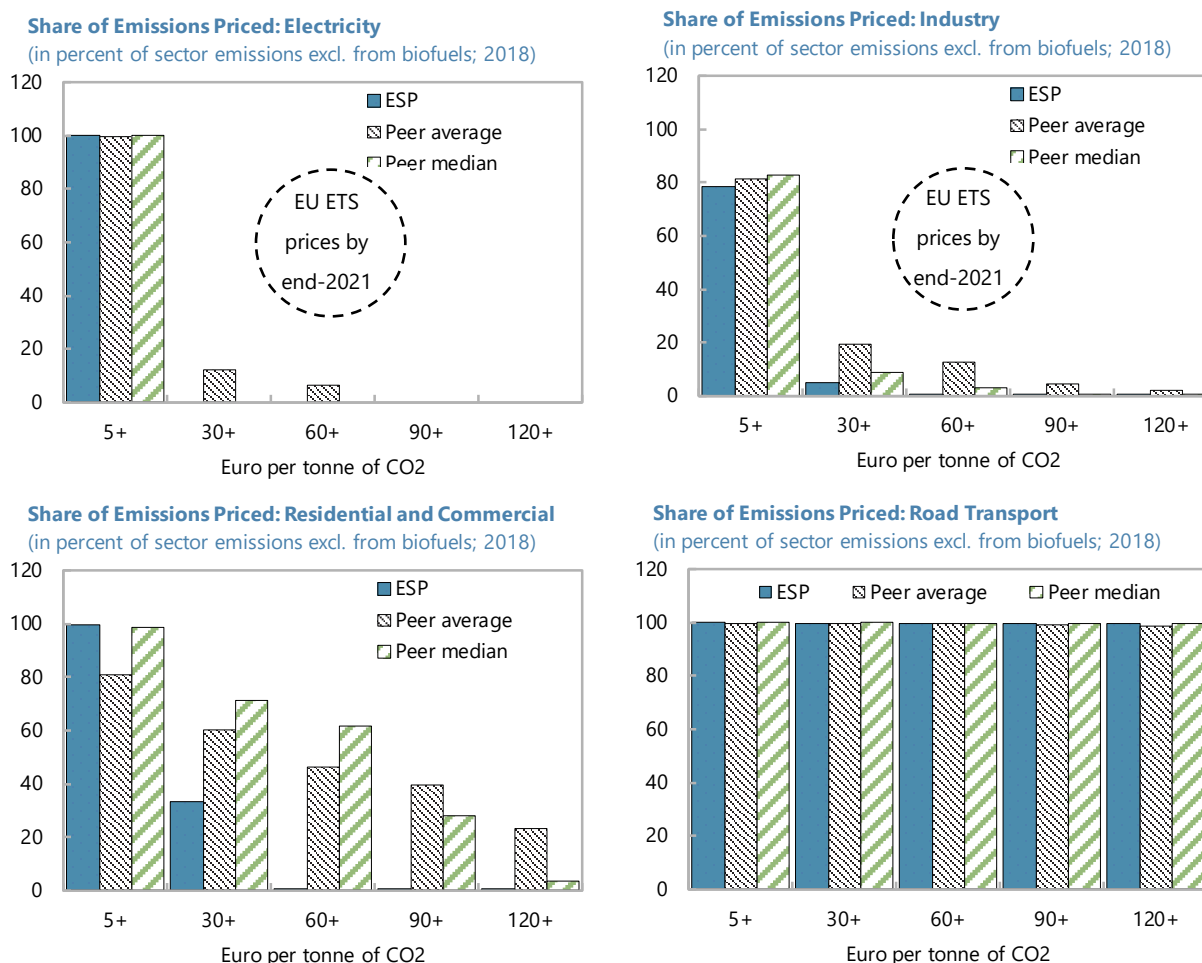 Share of Emissions Priced: Electricity
(in percent of sector emissions excl. from biofuels; 2018)
120
100
80
60
40
20
0
ESP
Peer average
Peer median
EU ETS
prices by
end-2021
5+ 30+ 60+ 90+ 120+
Euro per tonne of CO2
Share of Emissions Priced: Industry
(in percent of sector emissions excl. from biofuels; 2018)
120
100
80
60
40
20
0
ESP
Peer average
Peer median
EU ETS
prices by
end-2021
5+ 30+ 60+ 90+ 120+
Euro per tonne of CO2
Share of Emissions Priced: Residential and Commercial
(in percent of sector emissions excl. from biofuels; 2018)
120
100
80
60
40
20
0
ESP
Peer average
Peer median
5+ 30+ 60+ 90+ 120+
Euro per tonne of CO2
Share of Emissions Priced: Road Transport
(in percent of sector emissions excl. from biofuels; 2018)
120
100
80
60
40
20
0
ESP Peer average Peer median
5+ 30+ 60+ 90+ 120+
Euro per tonne of CO2